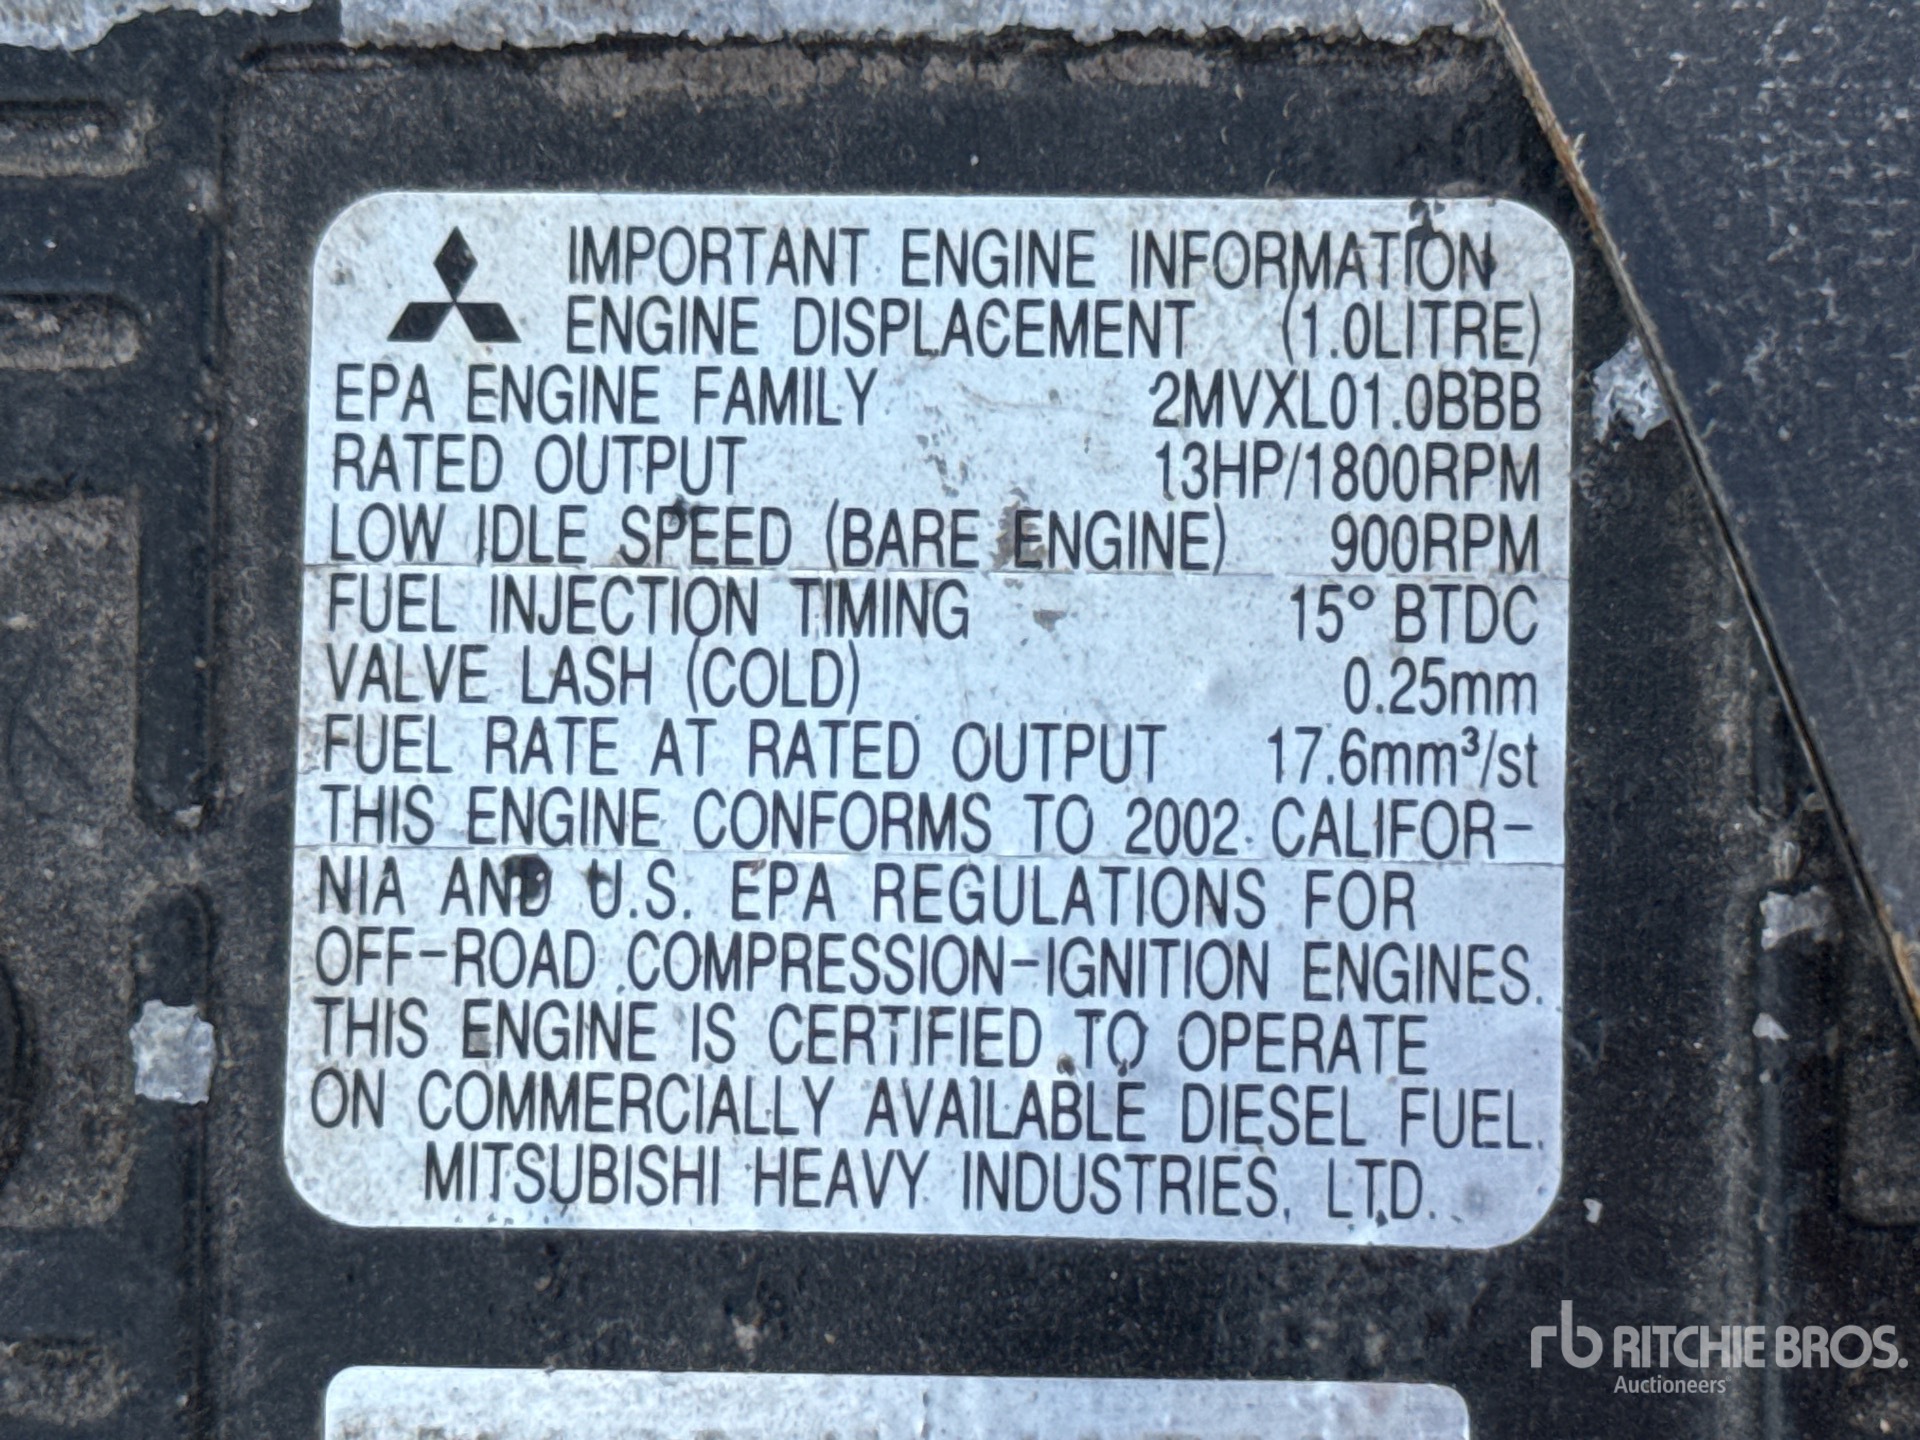 IMPORTANT ENGINE INFORMATION
ENGINE DISPLACEMENT (1.0LITRE)
EPA ENGINE FAMILY 2MVXL01.0BBB
RATED OUTPUT 13HP/1800RPM
LOW IDLE SPEED (BARE ENGINE) 900RPM
FUEL INJECTION TIMING 15° BTDC
VALVE LASH (COLD) 0.25mm
FUEL RATE AT RATED OUTPUT 17.6mm³/st
THIS ENGINE CONFORMS TO 2002 CALIFOR-
NIA AND U.S. EPA REGULATIONS FOR
OFF-ROAD COMPRESSION-IGNITION ENGINES.
THIS ENGINE IS CERTIFIED TO OPERATE
ON COMMERCIALLY AVAILABLE DIESEL FUEL.
MITSUBISHI HEAVY INDUSTRIES, LTD.
rb RITCHIE BROS.
Auctioneers